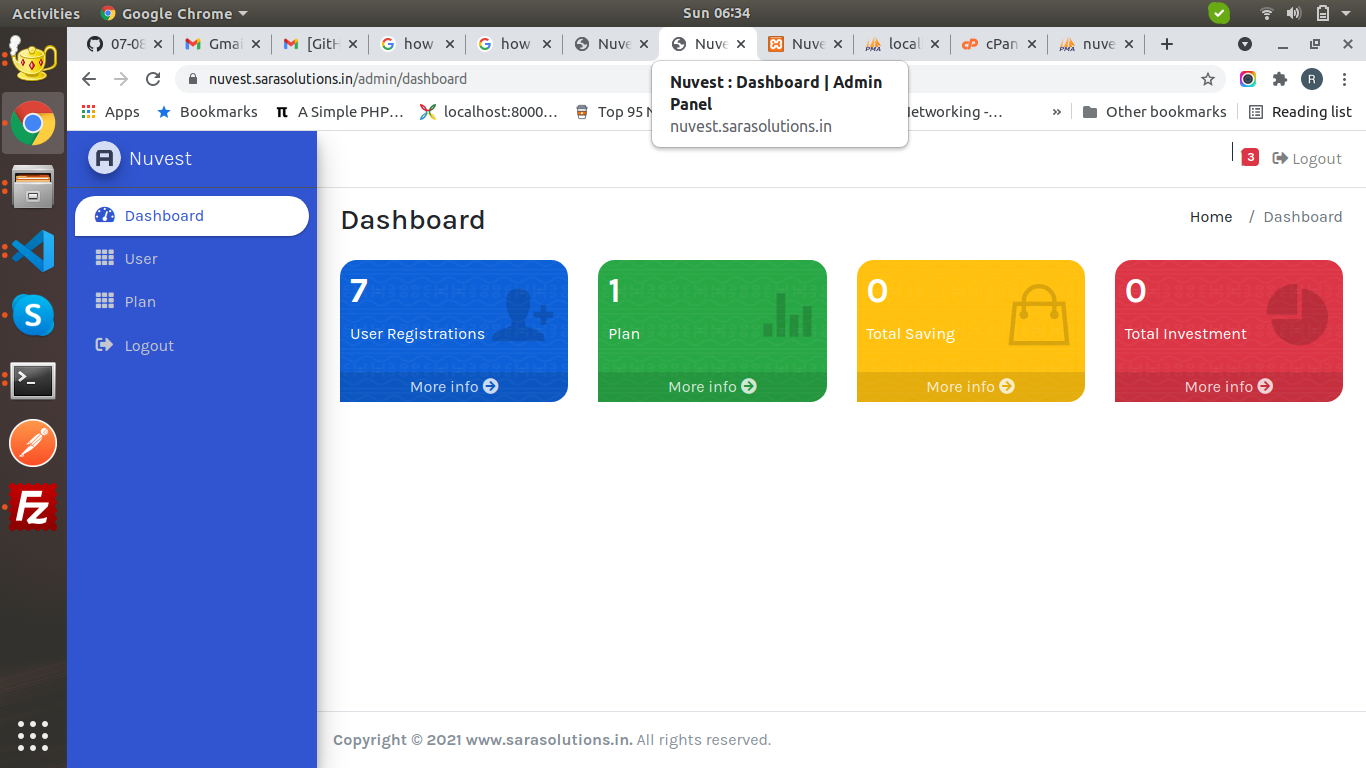 Activities Google Chrome Sun 06:34
07-08 Gmai [GitH how how Nuve Nuve Nuve local cPan nuve
nuvest.sarasolutions.in/admin/dashboard R
Apps Bookmarks A Simple PHP… localhost:8000… Top 95 N letworking -… » Other bookmarks Reading list
Nuvest : Dashboard | Admin
Panel
nuvest.sarasolutions.in
Nuvest
3 Logout
Dashboard
User
Plan
Logout
Dashboard
Home / Dashboard
7
User Registrations
More info
1
Plan
More info
0
Total Saving
More info
0
Total Investment
More info
Copyright © 2021 www.sarasolutions.in. All rights reserved.